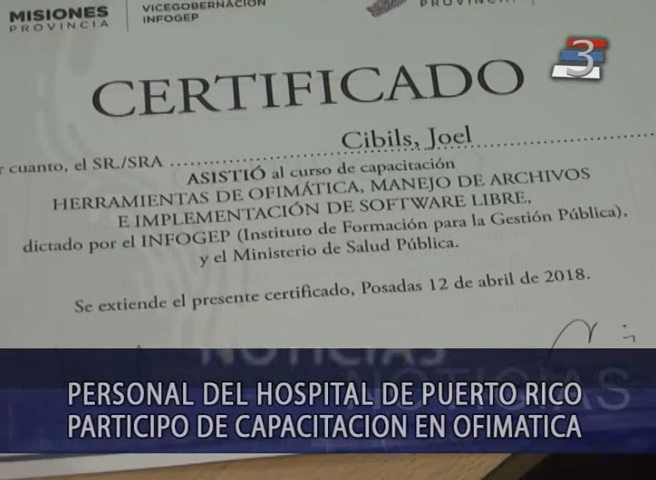 MISIONES
PROVINCIA
VICEGOBERNACIÓN
INFOGEP
3
CERTIFICADO
Cibils, Joel
r cuanto, el SR./SRA
ASISTIÓ al curso de capacitación
HERRAMIENTAS DE OFIMÁTICA, MANEJO DE ARCHIVOS
E IMPLEMENTACIÓN DE SOFTWARE LIBRE,
dictado por el INFOGEP (Instituto de Formación para la Gestión Pública),
y el Ministerio de Salud Pública.
Se extiende el presente certificado, Posadas 12 de abril de 2018.
NOTICIAS
NOTICIAS
PERSONAL DEL HOSPITAL DE PUERTO RICO
PARTICIPO DE CAPACITACION EN OFIMATICA